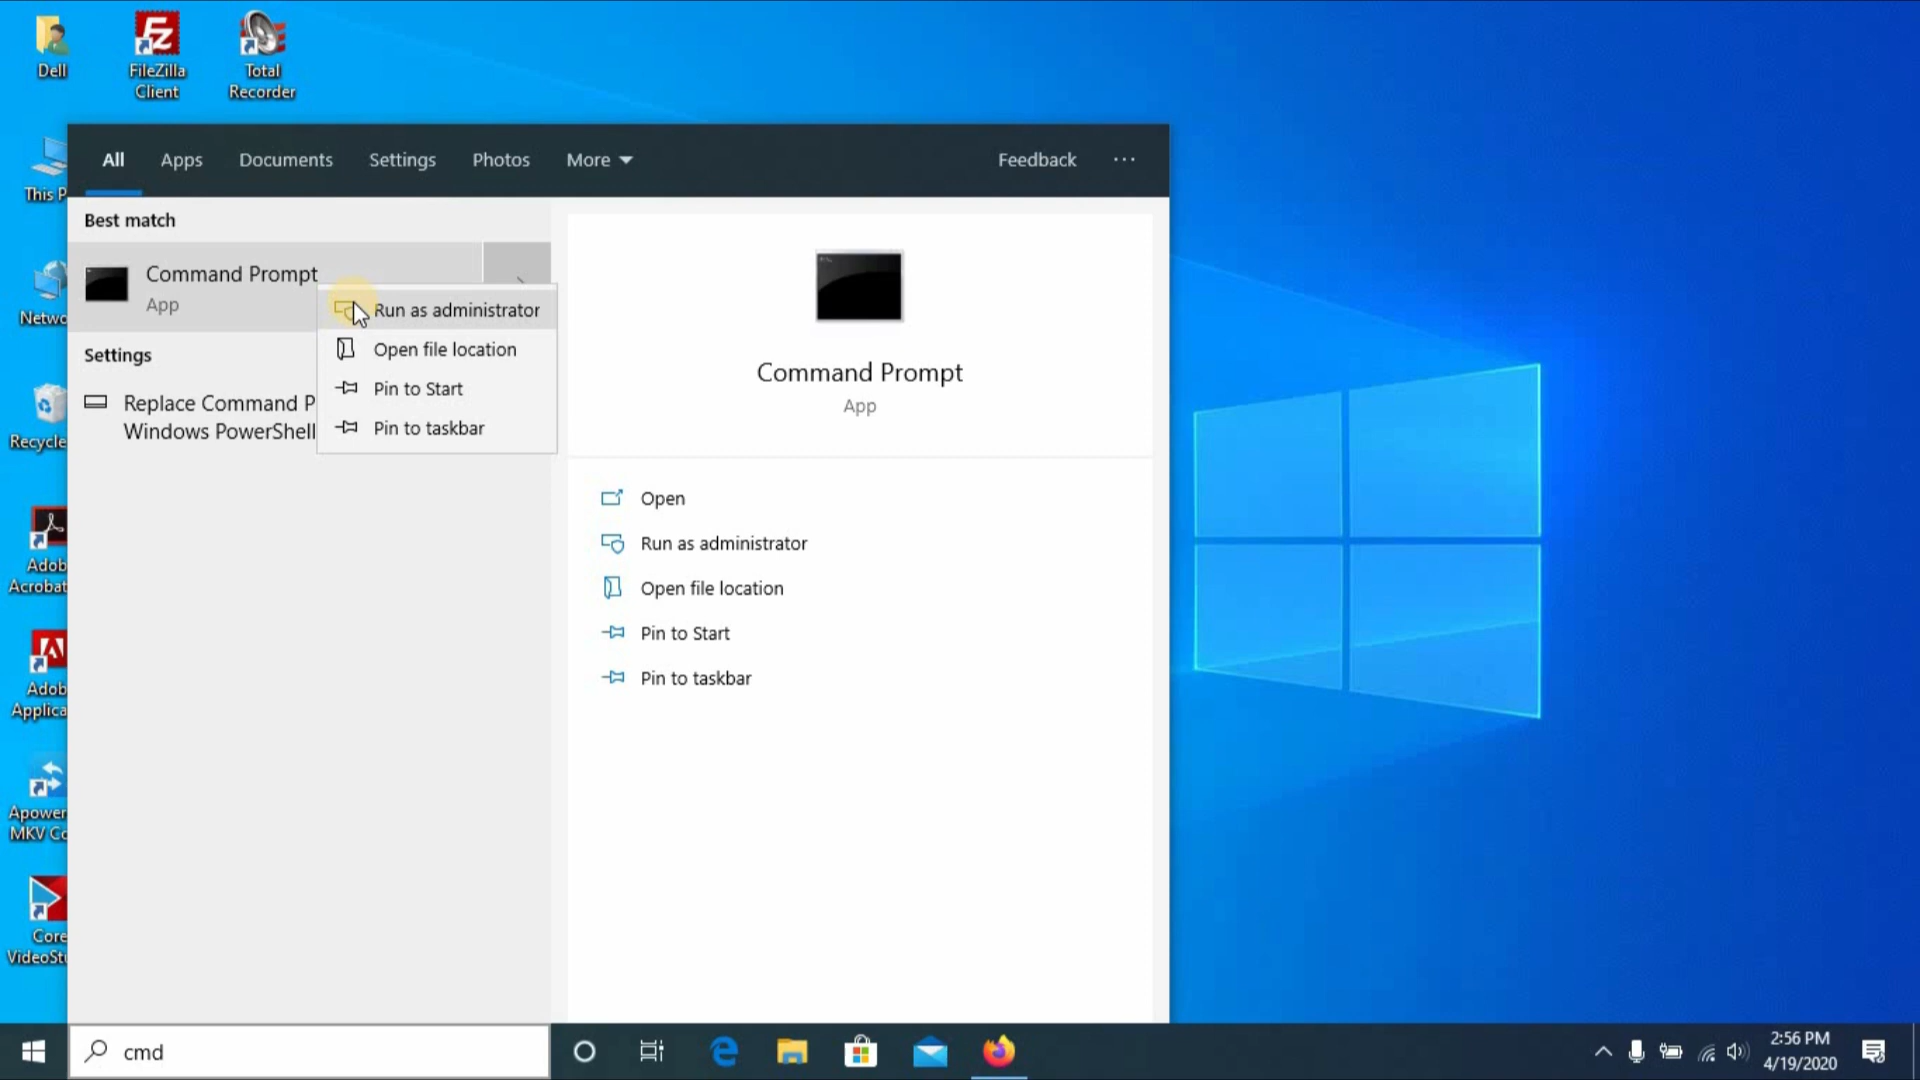 Dell
FileZilla
Client
Total
Recorder
This P
Netwo
Recycle
Adob
Acrobat
Adob
Applica
Apower
MKV Co
Core
VideoStu
All
Apps
Documents
Settings
Photos
More
Feedback
Best match
Command Prompt
App
Settings
Replace Command P
Windows PowerShell
Run as administrator
Open file location
Pin to Start
Pin to taskbar
Command Prompt
App
Open
Run as administrator
Open file location
Pin to Start
Pin to taskbar
cmd
2:56 PM
4/19/2020